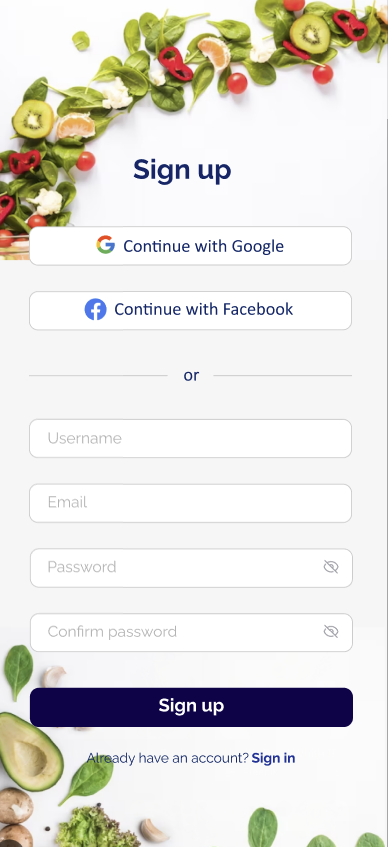 Sign up
Continue with Google
Continue with Facebook
or
Username
Email
Password
Confirm password
Sign up
Already have an account? Sign in